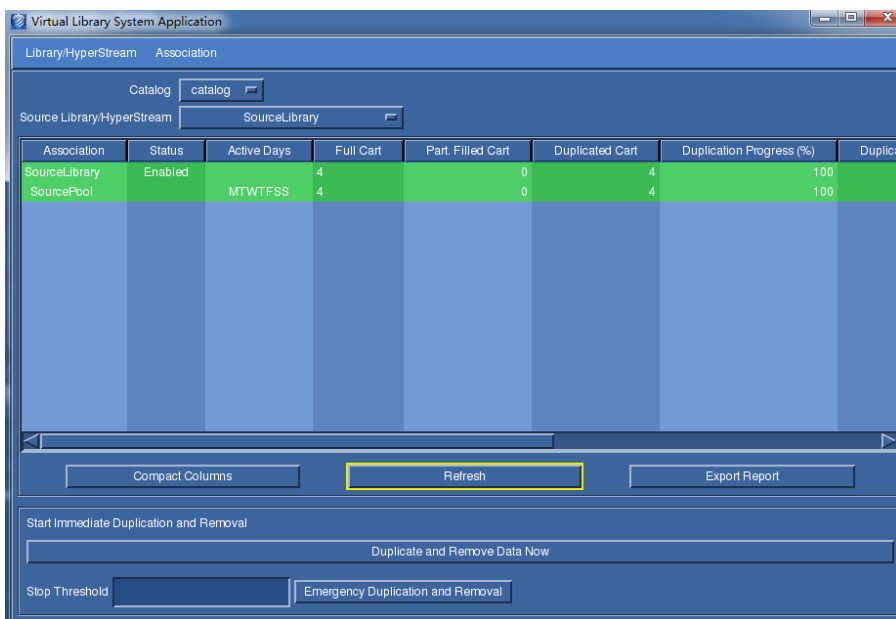 Virtual Library System Application
Library/HyperStream Association
Catalog catalog
Source Library/HyperStream SourceLibrary
Association Status Active Days Full Cart Part. Filled Cart Duplicated Cart Duplication Progress (%) Duplica
SourceLibrary Enabled 4 0 4 100
SourcePool MTWTFSS 4 0 4 100
Compact Columns Refresh Export Report
Start Immediate Duplication and Removal
Duplicate and Remove Data Now
Stop Threshold Emergency Duplication and Removal